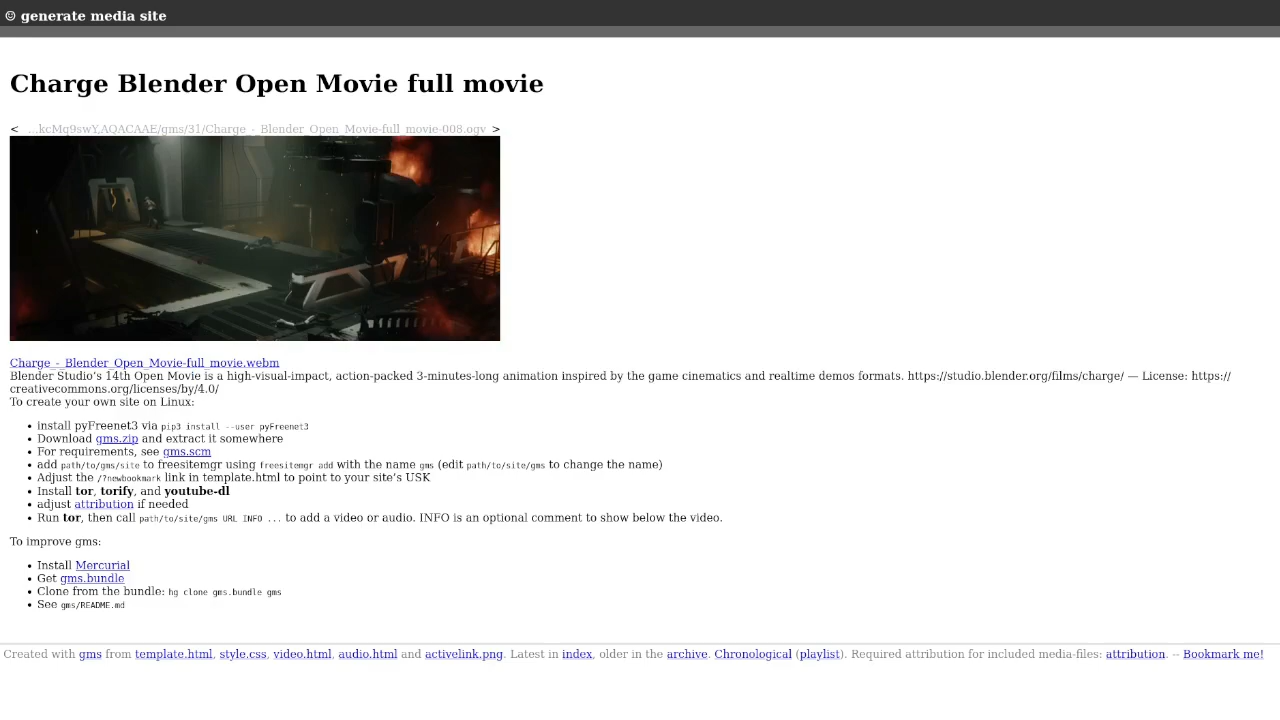 ☺ generate media site
Charge Blender Open Movie full movie
< ...kcMg9swY,AQACAAE/gms/31/Charge_-_Blender_Open_Movie-full_movie-008.ogv >
Charge_-_Blender_Open_Movie-full_movie.webm
Blender Studio’s 14th Open Movie is a high-visual-impact, action-packed 3-minutes-long animation inspired by the game cinematics and realtime demos formats. https://studio.blender.org/films/charge/ — License: https://
creativecommons.org/licenses/by/4.0/
To create your own site on Linux:
• install pyFreenet3 via pip3 install --user pyFreenet3
• Download gms.zip and extract it somewhere
• For requirements, see gms.scm
• add path/to/gms/site to freesitemgr using freesitemgr add with the name gms (edit path/to/site/gms to change the name)
• Adjust the /?newbookmark link in template.html to point to your site’s USK
• Install tor, torify, and youtube-dl
• adjust attribution if needed
• Run tor, then call path/to/site/gms URL INFO ... to add a video or audio. INFO is an optional comment to show below the video.
To improve gms:
• Install Mercurial
• Get gms.bundle
• Clone from the bundle: hg clone gms.bundle gms
• See gms/README.md
Created with gms from template.html, style.css, video.html, audio.html and activelink.png. Latest in index, older in the archive. Chronological (playlist). Required attribution for included media-files: attribution. -- Bookmark me!